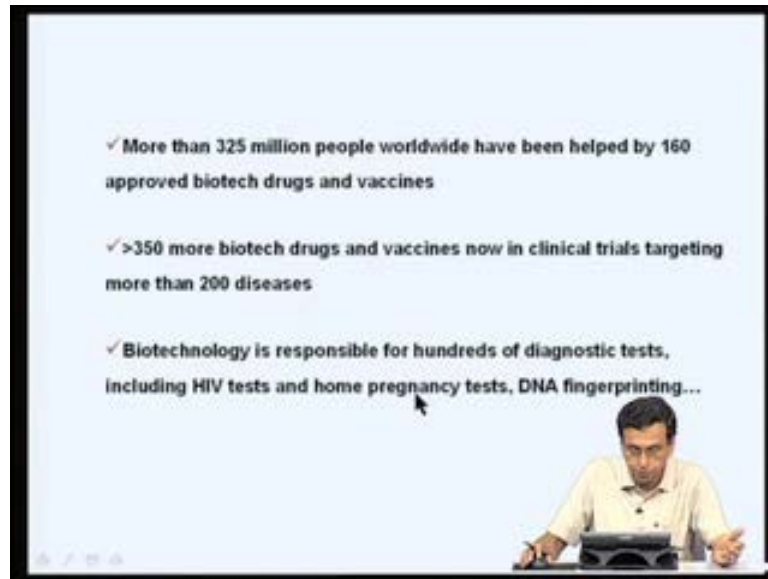 ✓More than 325 million people worldwide have been helped by 160
approved biotech drugs and vaccines
✓>350 more biotech drugs and vaccines now in clinical trials targeting
more than 200 diseases
✓Biotechnology is responsible for hundreds of diagnostic tests,
including HIV tests and home pregnancy tests, DNA fingerprinting...